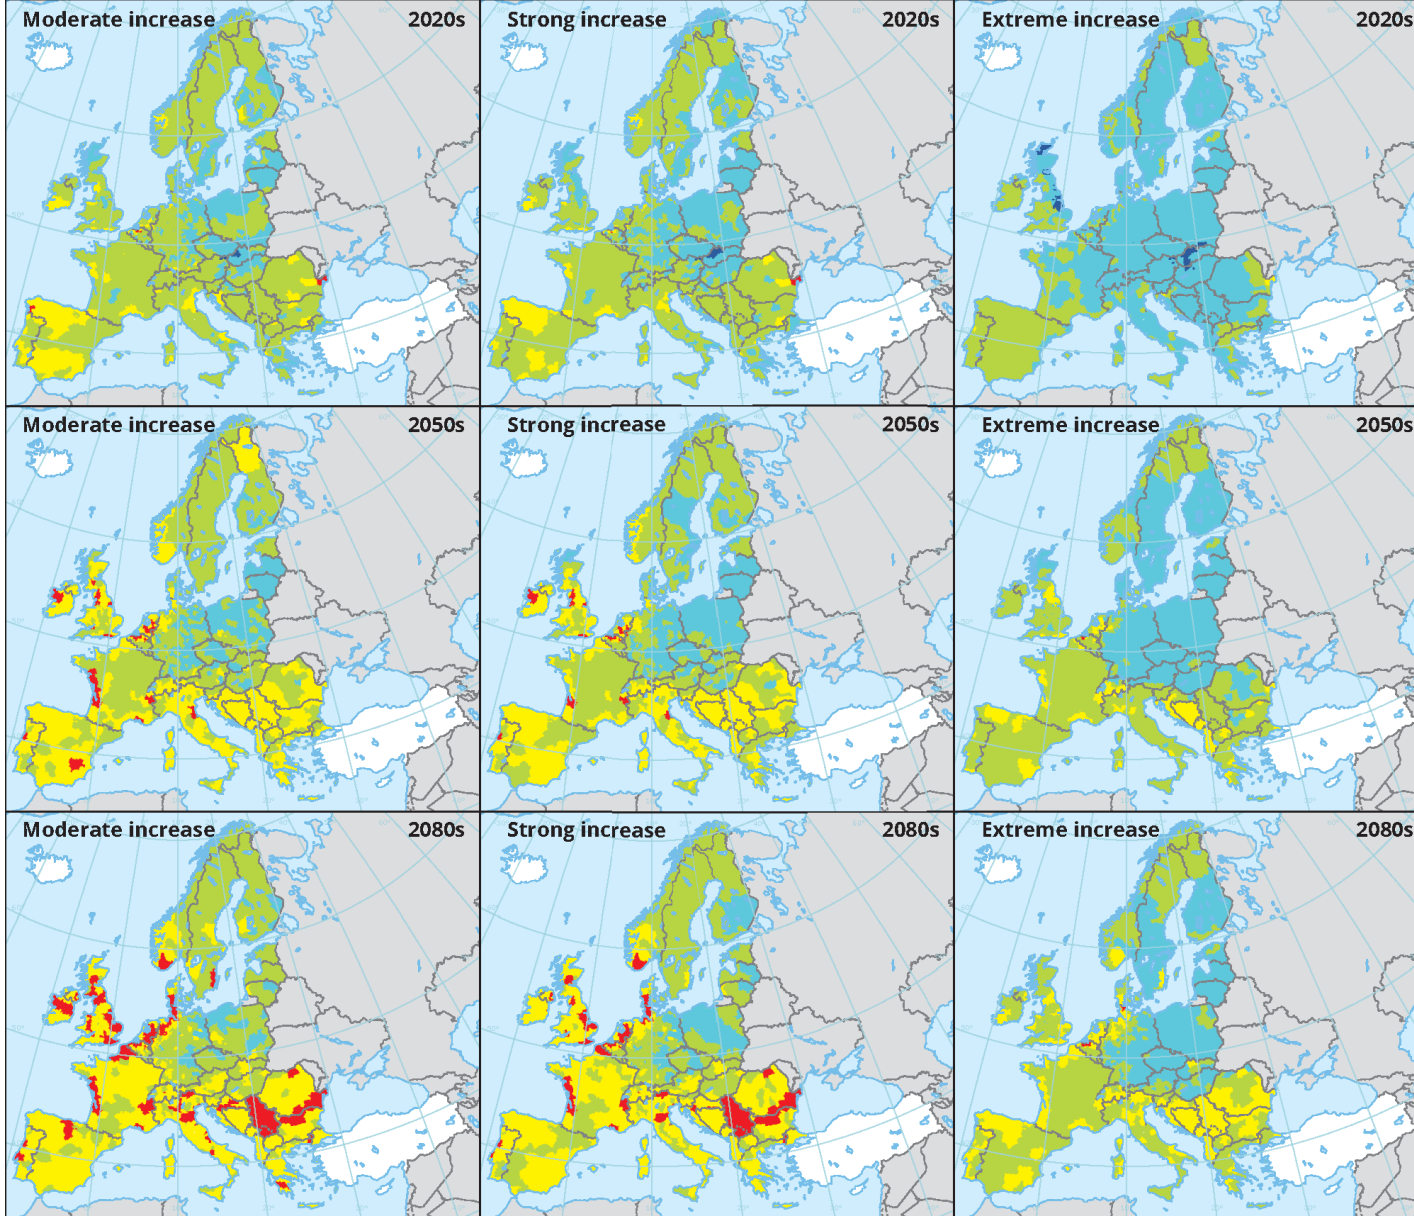 Moderate increase 2020s
Strong increase 2020s
Extreme increase 2020s
Moderate increase 2050s
Strong increase 2050s
Extreme increase 2050s
Moderate increase 2080s
Strong increase 2080s
Extreme increase 2080s